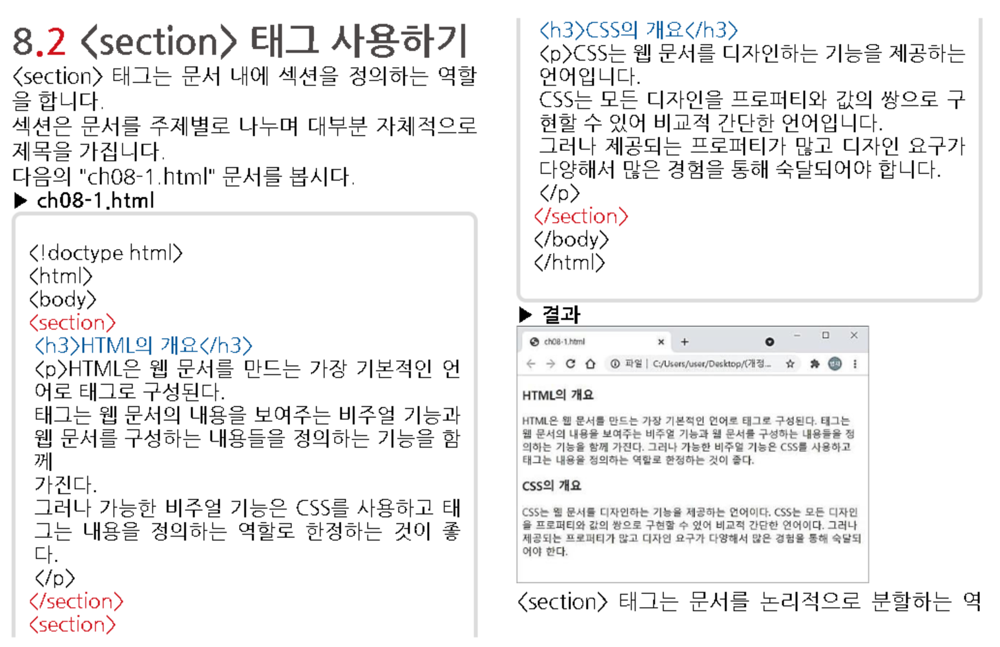 8.2 <section> 태그 사용하기
<section> 태그는 문서 내에 섹션을 정의하는 역할
을 합니다.
섹션은 문서를 주제별로 나누며 대부분 자체적으로
제목을 가집니다.
다음의 "ch08-1.html" 문서를 봅시다.
▶ ch08-1.html
<!doctype html>
<html>
<body>
<section>
<h3>HTML의 개요</h3>
<p>HTML은 웹 문서를 만드는 가장 기본적인 언
어로 태그로 구성된다.
태그는 웹 문서의 내용을 보여주는 비주얼 기능과
웹 문서를 구성하는 내용들을 정의하는 기능을 함
께
가진다.
그러나 가능한 비주얼 기능은 CSS를 사용하고 태
그는 내용을 정의하는 역할로 한정하는 것이 좋
다.
</p>
</section>
<section>
<h3>CSS의 개요</h3>
<p>CSS는 웹 문서를 디자인하는 기능을 제공하는
언어입니다.
CSS는 모든 디자인을 프로퍼티와 값의 쌍으로 구
현할 수 있어 비교적 간단한 언어입니다.
그러나 제공되는 프로퍼티가 많고 디자인 요구가
다양해서 많은 경험을 통해 숙달되어야 합니다.
</p>
</section>
</body>
</html>
▶ 결과
ch08-1.html
파일 | C:/Users/user/Desktop/(개정...
HTML의 개요
HTML은 웹 문서를 만드는 가장 기본적인 언어로 태그로 구성된다. 태그는
웹 문서의 내용을 보여주는 비주얼 기능과 웹 문서를 구성하는 내용들을 정
의하는 기능을 함께 가진다. 그러나 가능한 비주얼 기능은 CSS를 사용하고
태그는 내용을 정의하는 역할로 한정하는 것이 좋다.
CSS의 개요
CSS는 웹 문서를 디자인하는 기능을 제공하는 언어이다. CSS는 모든 디자인
을 프로퍼티와 값의 쌍으로 구현할 수 있어 비교적 간단한 언어이다. 그러나
제공되는 프로퍼티가 많고 디자인 요구가 다양해서 많은 경험을 통해 숙달되
어야 한다.
<section> 태그는 문서를 논리적으로 분할하는 역